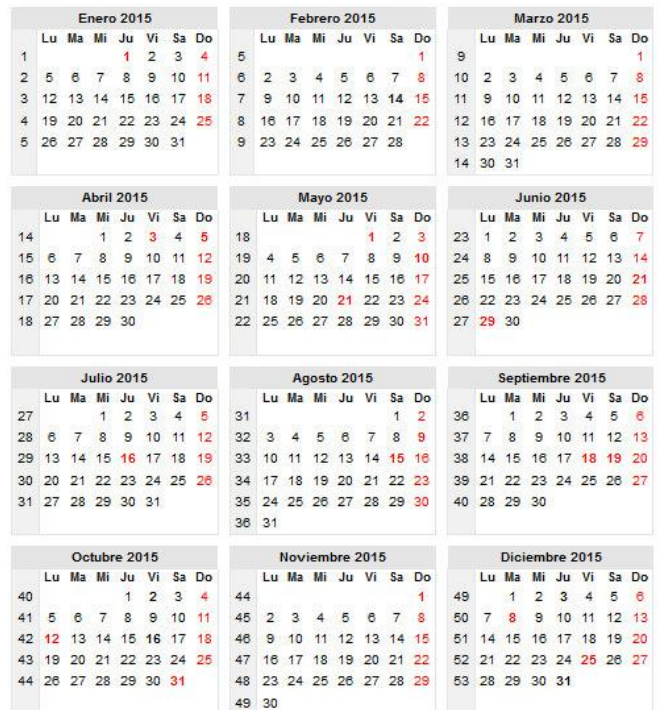 Enero 2015
Lu Ma Mi Ju Vi Sa Do
1 1 2 3 4
2 5 6 7 8 9 10 11
3 12 13 14 15 16 17 18
4 19 20 21 22 23 24 25
5 26 27 28 29 30 31
Febrero 2015
Lu Ma Mi Ju Vi Sa Do
5 1
6 2 3 4 5 6 7 8
7 9 10 11 12 13 14 15
8 16 17 18 19 20 21 22
9 23 24 25 26 27 28
Marzo 2015
Lu Ma Mi Ju Vi Sa Do
9 1
10 2 3 4 5 6 7 8
11 9 10 11 12 13 14 15
12 16 17 18 19 20 21 22
13 23 24 25 26 27 28 29
14 30 31
Abril 2015
Lu Ma Mi Ju Vi Sa Do
14 1 2 3 4 5
15 6 7 8 9 10 11 12
16 13 14 15 16 17 18 19
17 20 21 22 23 24 25 26
18 27 28 29 30
Mayo 2015
Lu Ma Mi Ju Vi Sa Do
18 1 2 3
19 4 5 6 7 8 9 10
20 11 12 13 14 15 16 17
21 18 19 20 21 22 23 24
22 25 26 27 28 29 30 31
Junio 2015
Lu Ma Mi Ju Vi Sa Do
23 1 2 3 4 5 6 7
24 8 9 10 11 12 13 14
25 15 16 17 18 19 20 21
26 22 23 24 25 26 27 28
27 29 30
Julio 2015
Lu Ma Mi Ju Vi Sa Do
27 1 2 3 4 5
28 6 7 8 9 10 11 12
29 13 14 15 16 17 18 19
30 20 21 22 23 24 25 26
31 27 28 29 30 31
Agosto 2015
Lu Ma Mi Ju Vi Sa Do
31 1 2
32 3 4 5 6 7 8 9
33 10 11 12 13 14 15 16
34 17 18 19 20 21 22 23
35 24 25 26 27 28 29 30
36 31
Septiembre 2015
Lu Ma Mi Ju Vi Sa Do
36 1 2 3 4 5 6
37 7 8 9 10 11 12 13
38 14 15 16 17 18 19 20
39 21 22 23 24 25 26 27
40 28 29 30
Octubre 2015
Lu Ma Mi Ju Vi Sa Do
40 1 2 3 4
41 5 6 7 8 9 10 11
42 12 13 14 15 16 17 18
43 19 20 21 22 23 24 25
44 26 27 28 29 30 31
Noviembre 2015
Lu Ma Mi Ju Vi Sa Do
44 1
45 2 3 4 5 6 7 8
46 9 10 11 12 13 14 15
47 16 17 18 19 20 21 22
48 23 24 25 26 27 28 29
49 30
Diciembre 2015
Lu Ma Mi Ju Vi Sa Do
49 1 2 3 4 5 6
50 7 8 9 10 11 12 13
51 14 15 16 17 18 19 20
52 21 22 23 24 25 26 27
53 28 29 30 31